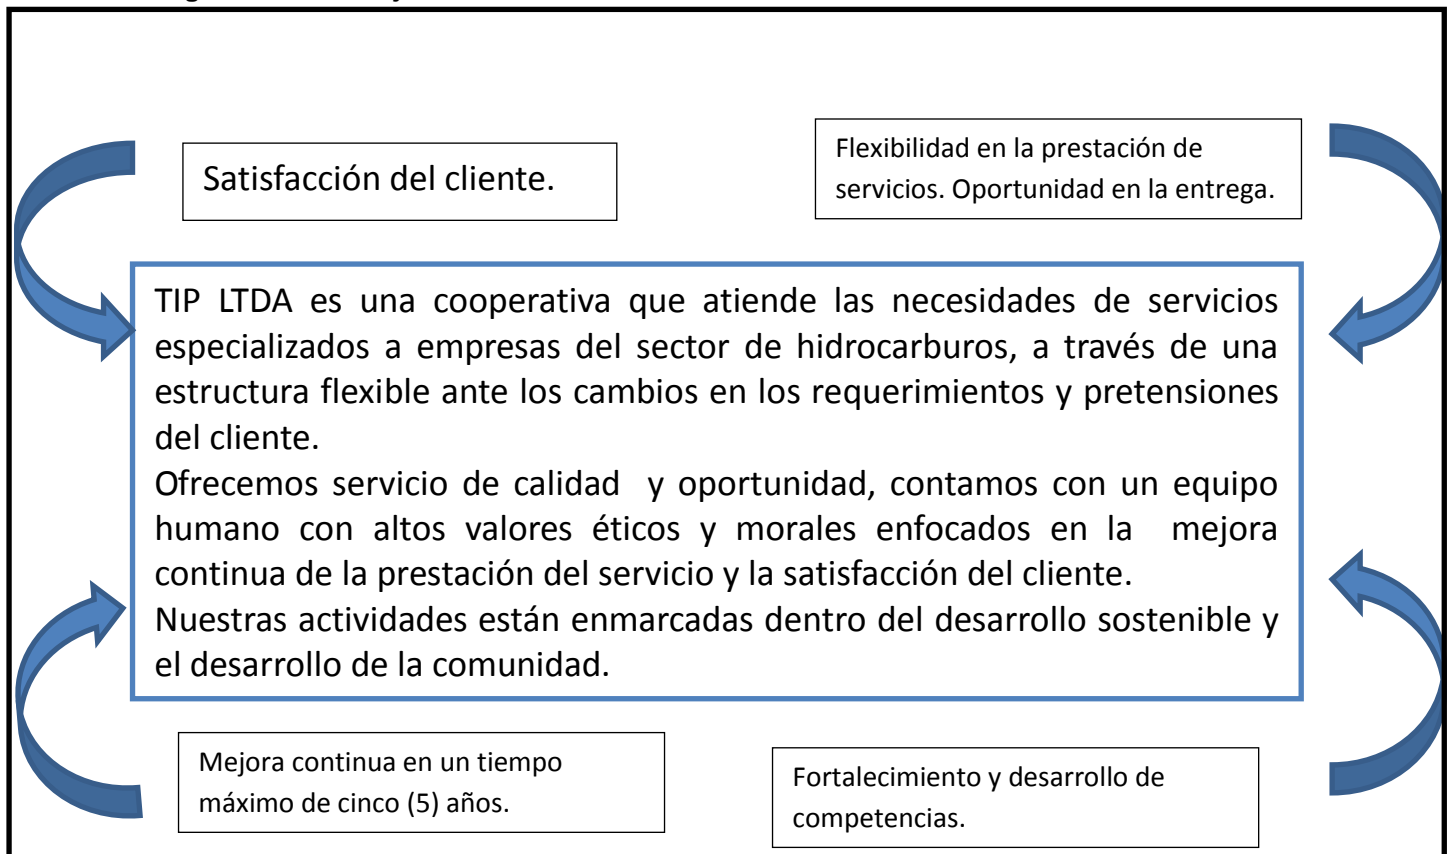 Satisfacción del cliente.
Flexibilidad en la prestación de
servicios. Oportunidad en la entrega.
TIP LTDA es una cooperativa que atiende las necesidades de servicios
especializados a empresas del sector de hidrocarburos, a través de una
estructura flexible ante los cambios en los requerimientos y pretensiones
del cliente.
Ofrecemos servicio de calidad y oportunidad, contamos con un equipo
humano con altos valores éticos y morales enfocados en la mejora
continua de la prestación del servicio y la satisfacción del cliente.
Nuestras actividades están enmarcadas dentro del desarrollo sostenible y
el desarrollo de la comunidad.
Mejora continua en un tiempo
máximo de cinco (5) años.
Fortalecimiento y desarrollo de
competencias.